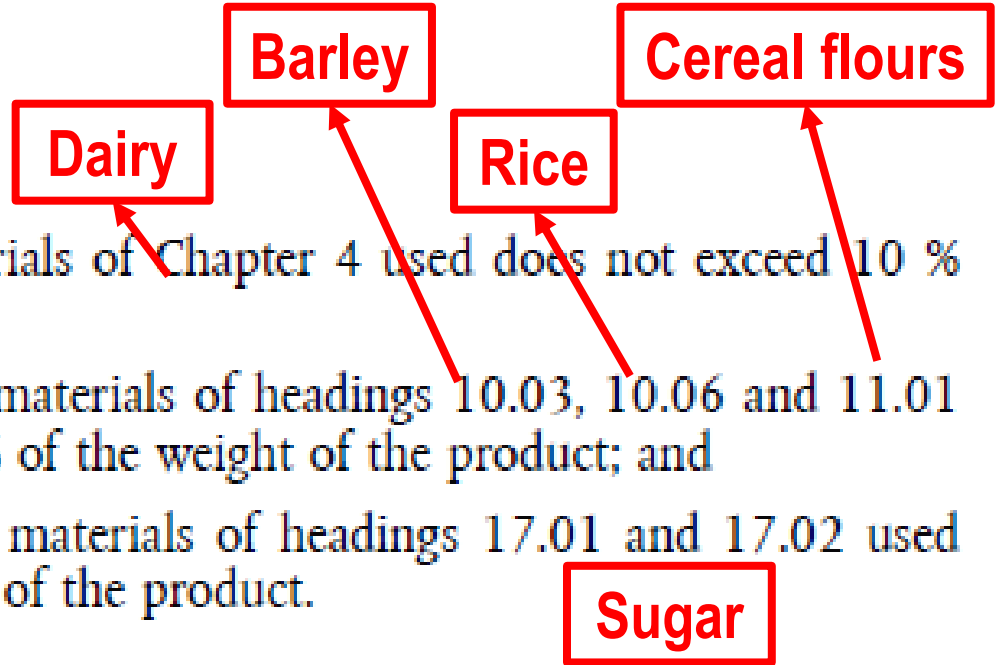 Barley
Cereal flours
Dairy
Rice
rials of Chapter 4 used does not exceed 10 %
materials of headings 10.03, 10.06 and 11.01
of the weight of the product; and
materials of headings 17.01 and 17.02 used
of the product.
Sugar